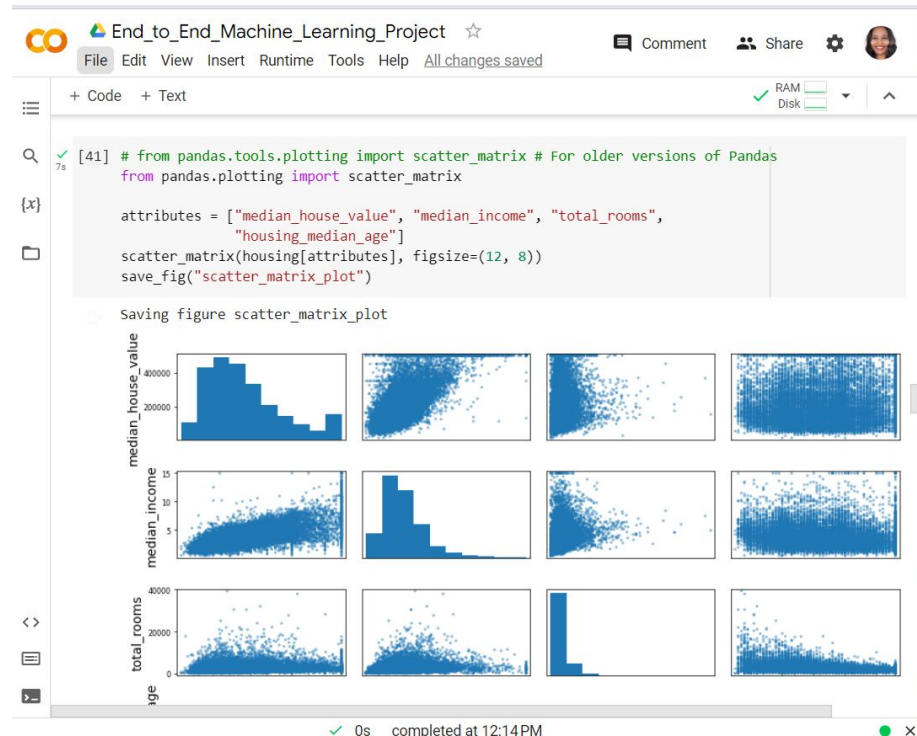 End_to_End_Machine_Learning_Project
Comment
Share
File Edit View Insert Runtime Tools Help All changes saved
+ Code + Text
RAM
Disk
{x}
7s
[41] # from pandas.tools.plotting import scatter_matrix # For older versions of Pandas
from pandas.plotting import scatter_matrix
attributes = ["median_house_value", "median_income", "total_rooms",
"housing_median_age"]
scatter_matrix(housing[attributes], figsize=(12, 8))
save_fig("scatter_matrix_plot")
Saving figure scatter_matrix_plot
median_house_value
400000
200000
median_income
15
10
5
total_rooms
40000
20000
0
age
0s completed at 12:14 PM